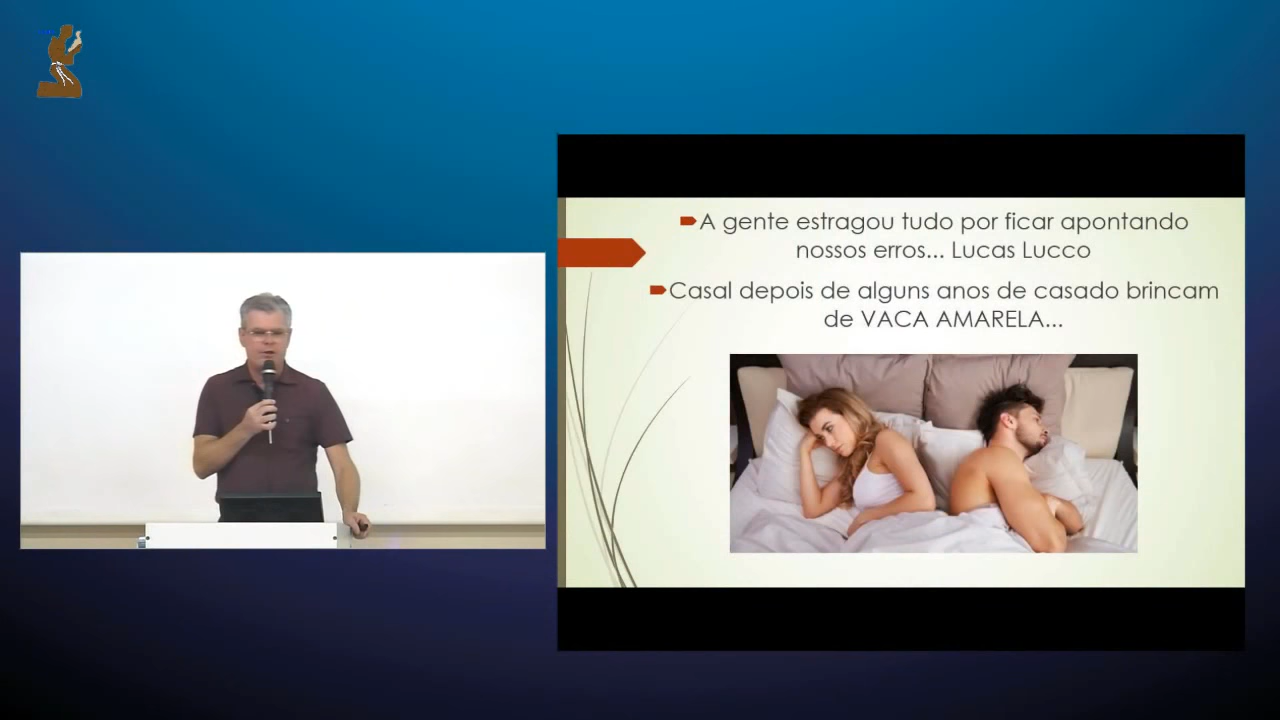 A gente estragou tudo por ficar apontando
nossos erros... Lucas Lucco
Casal depois de alguns anos de casado brincam
de VACA AMARELA...